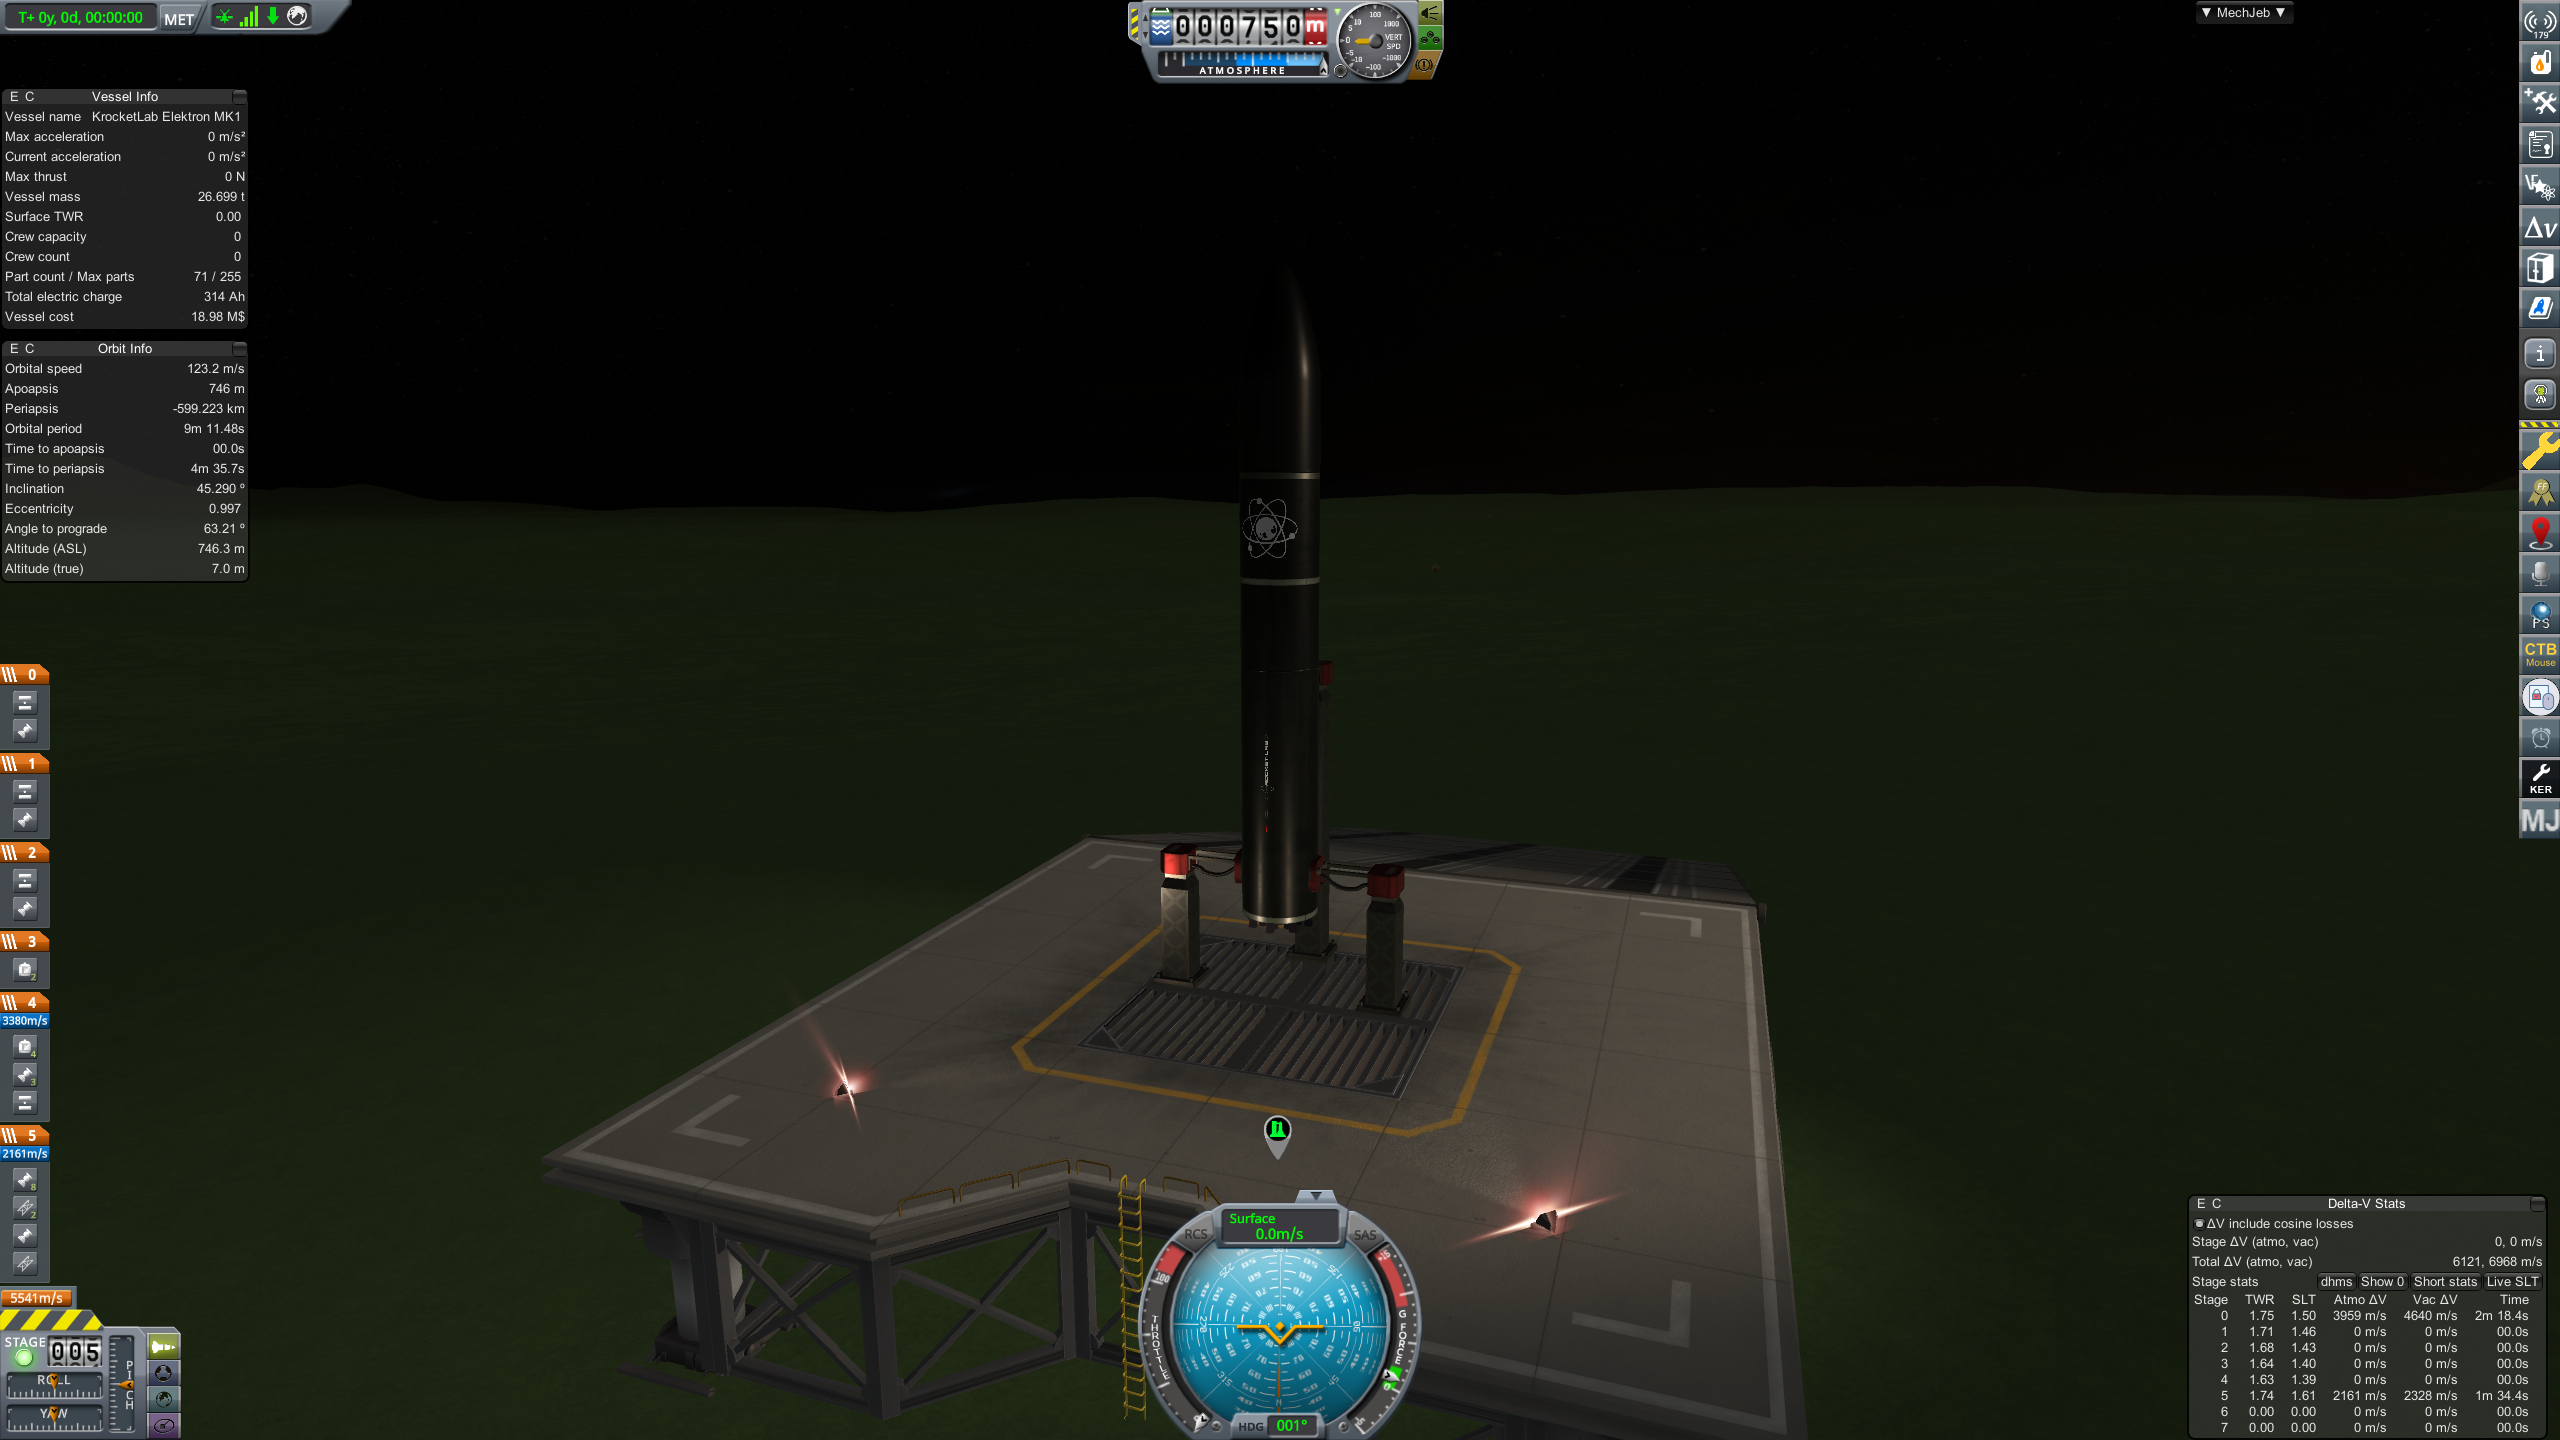 T+ 0y, 0d, 00:00:00 MET
000750m
VERT SPD
ATMOSPHERE
▼ MechJeb ▼
179
E C Vessel Info
Vessel name KrocketLab Elektron MK1
Max acceleration 0 m/s²
Current acceleration 0 m/s²
Max thrust 0 N
Vessel mass 26.699 t
Surface TWR 0.00
Crew capacity 0
Crew count 0
Part count / Max parts 71 / 255
Total electric charge 314 Ah
Vessel cost 18.98 M$
E C Orbit Info
Orbital speed 123.2 m/s
Apoapsis 746 m
Periapsis -599.223 km
Orbital period 9m 11.48s
Time to apoapsis 00.0s
Time to periapsis 4m 35.7s
Inclination 45.290 º
Eccentricity 0.997
Angle to prograde 63.21 º
Altitude (ASL) 746.3 m
Altitude (true) 7.0 m
Δv
FF
PS
CTB
Mouse
KER
MJ
0
1
2
3
2
4
3380m/s
4
3
5
2161m/s
8
2
5541m/s
STAGE 005
ROLL
YAW
PITCH
Surface
0.0m/s
RCS
SAS
THROTTLE
G FORCE
HDG 001°
E C Delta-V Stats
ΔV include cosine losses
Stage ΔV (atmo, vac) 0, 0 m/s
Total ΔV (atmo, vac) 6121, 6968 m/s
Stage stats dhms Show 0 Short stats Live SLT
Stage TWR SLT Atmo ΔV Vac ΔV Time
0 1.75 1.50 3959 m/s 4640 m/s 2m 18.4s
1 1.71 1.46 0 m/s 0 m/s 00.0s
2 1.68 1.43 0 m/s 0 m/s 00.0s
3 1.64 1.40 0 m/s 0 m/s 00.0s
4 1.63 1.39 0 m/s 0 m/s 00.0s
5 1.74 1.61 2161 m/s 2328 m/s 1m 34.4s
6 0.00 0.00 0 m/s 0 m/s 00.0s
7 0.00 0.00 0 m/s 0 m/s 00.0s